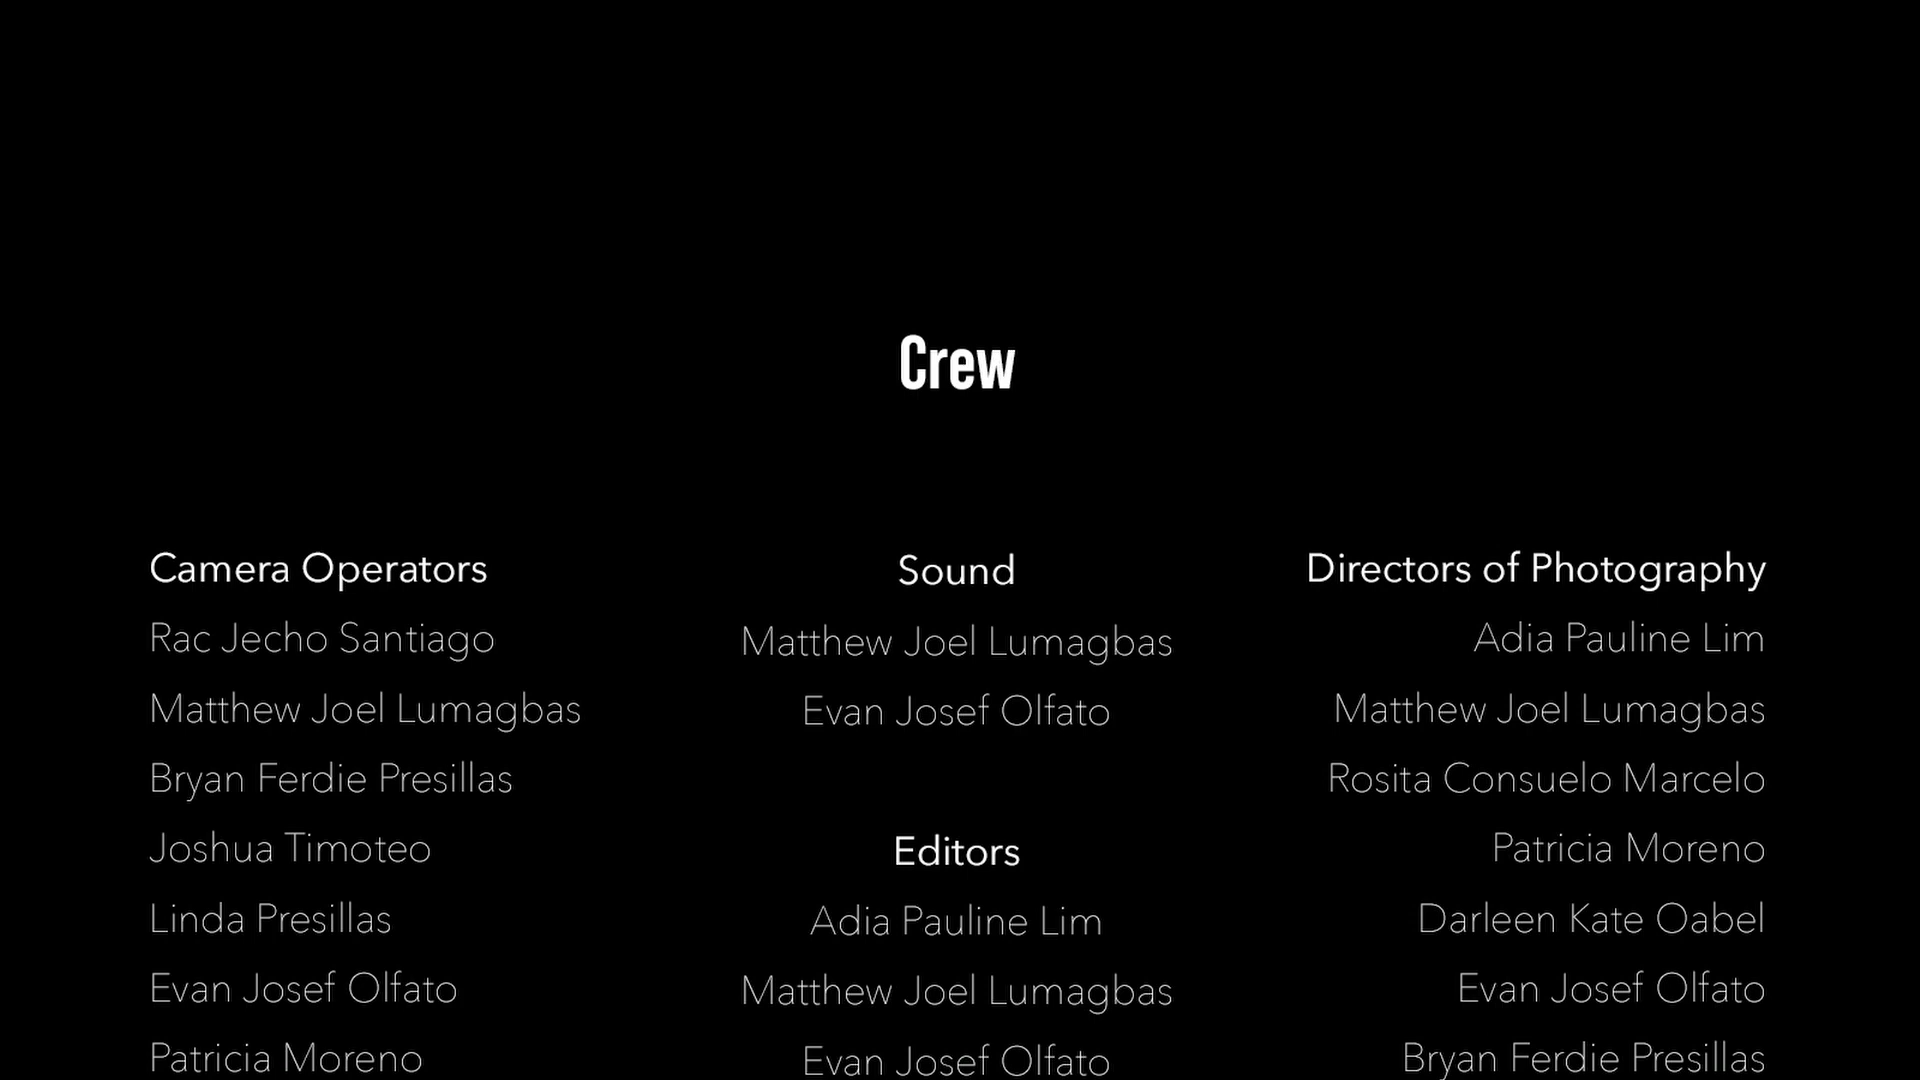 Crew
Camera Operators
Rac Jecho Santiago
Matthew Joel Lumagbas
Bryan Ferdie Presillas
Joshua Timoteo
Linda Presillas
Evan Josef Olfato
Patricia Moreno
Sound
Matthew Joel Lumagbas
Evan Josef Olfato
Editors
Adia Pauline Lim
Matthew Joel Lumagbas
Evan Josef Olfato
Directors of Photography
Adia Pauline Lim
Matthew Joel Lumagbas
Rosita Consuelo Marcelo
Patricia Moreno
Darleen Kate Oabel
Evan Josef Olfato
Bryan Ferdie Presillas